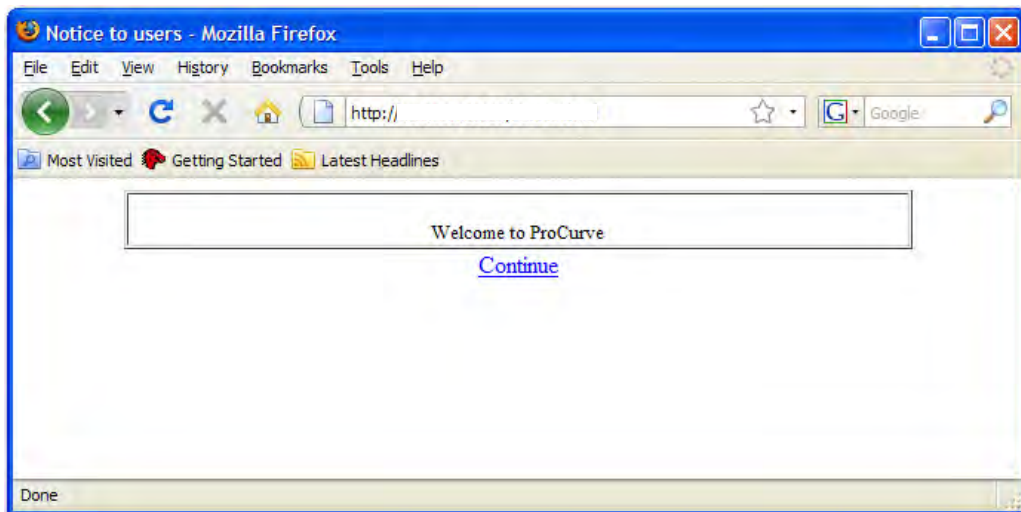 Notice to users - Mozilla Firefox
File Edit View History Bookmarks Tools Help
http:// G Google
Most Visited Getting Started Latest Headlines
Welcome to ProCurve
Continue
Done